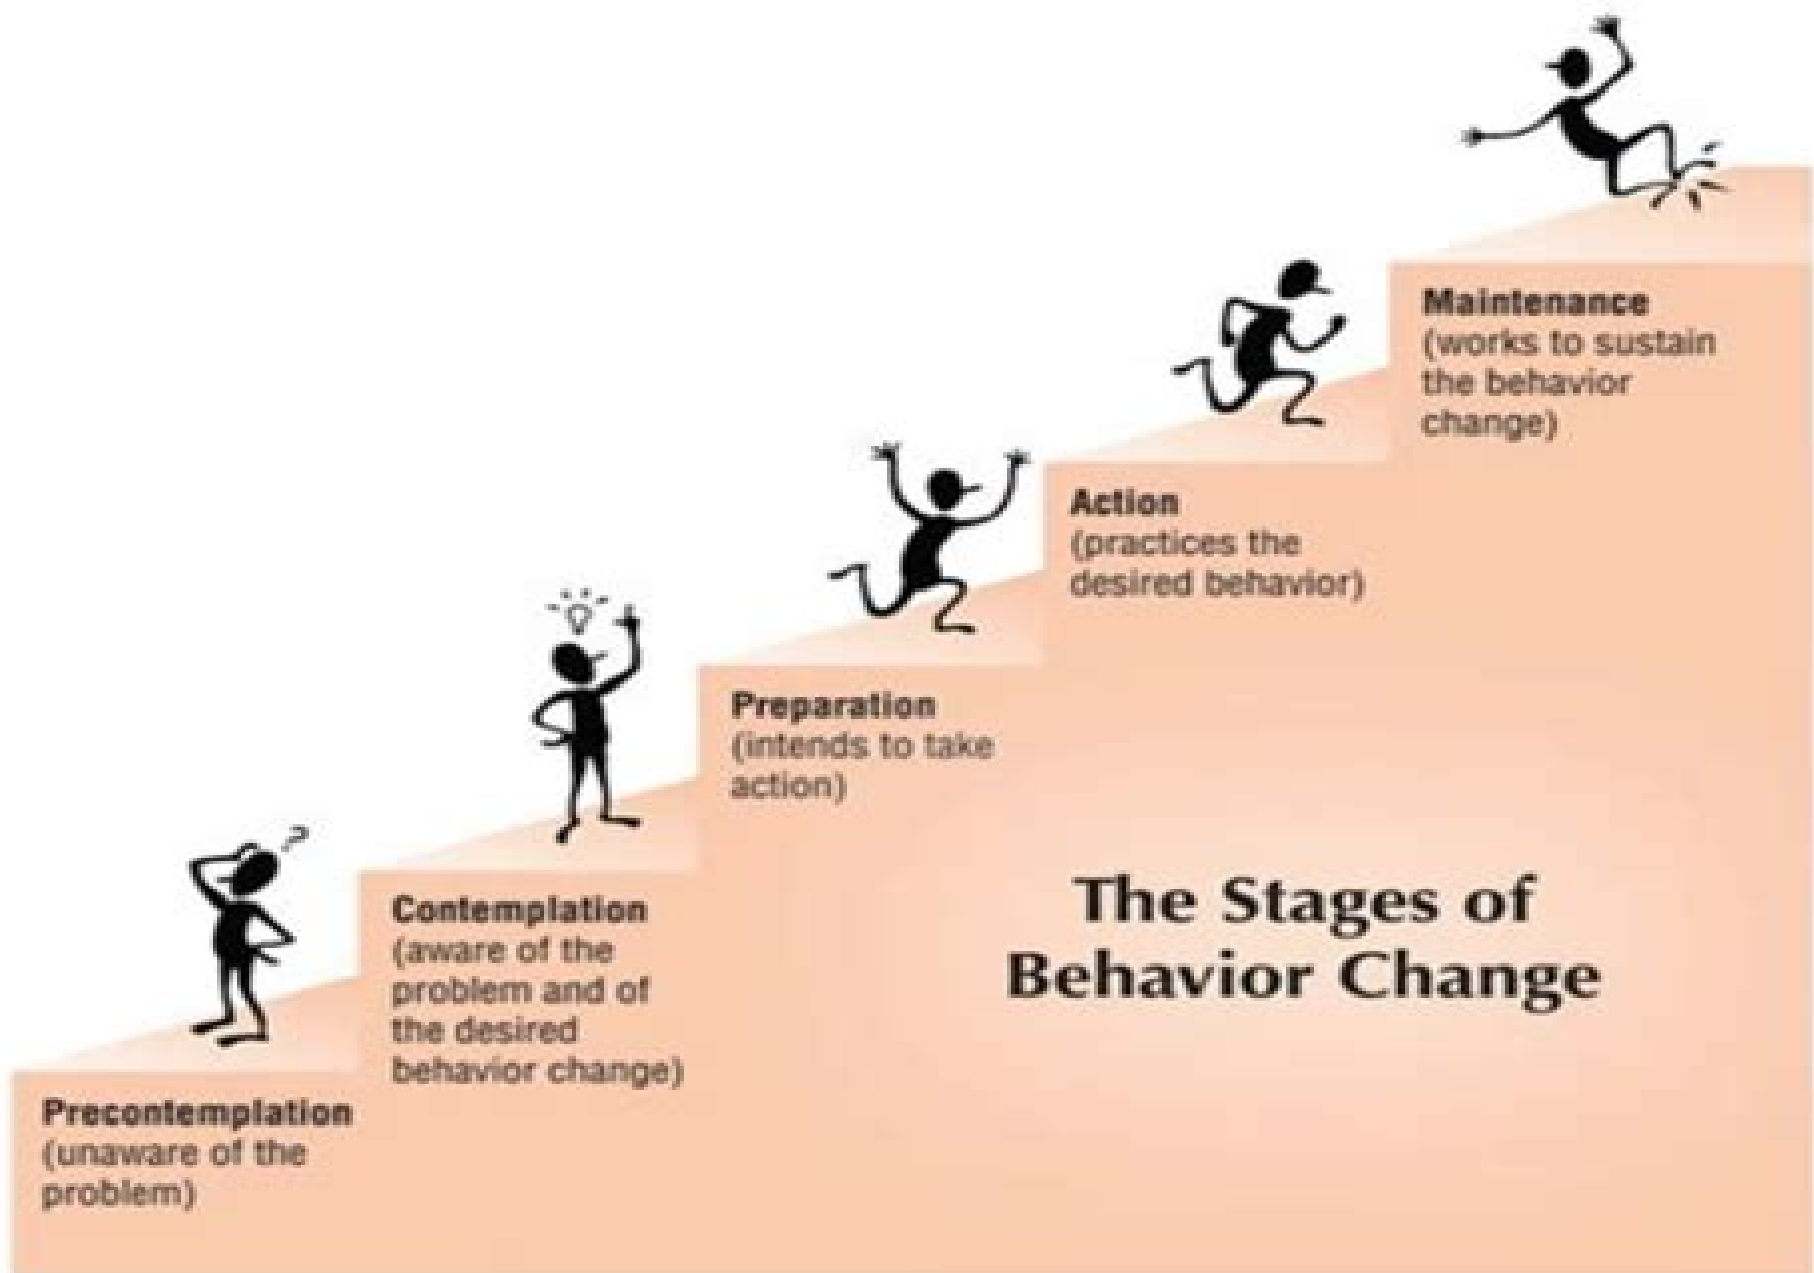 Maintenance
(works to sustain
the behavior
change)
Action
(practices the
desired behavior)
Preparation
(intends to take
action)
Contemplation
(aware of the
problem and of
the desired
behavior change)
Precontemplation
(unaware of the
problem)
The Stages of
Behavior Change
?